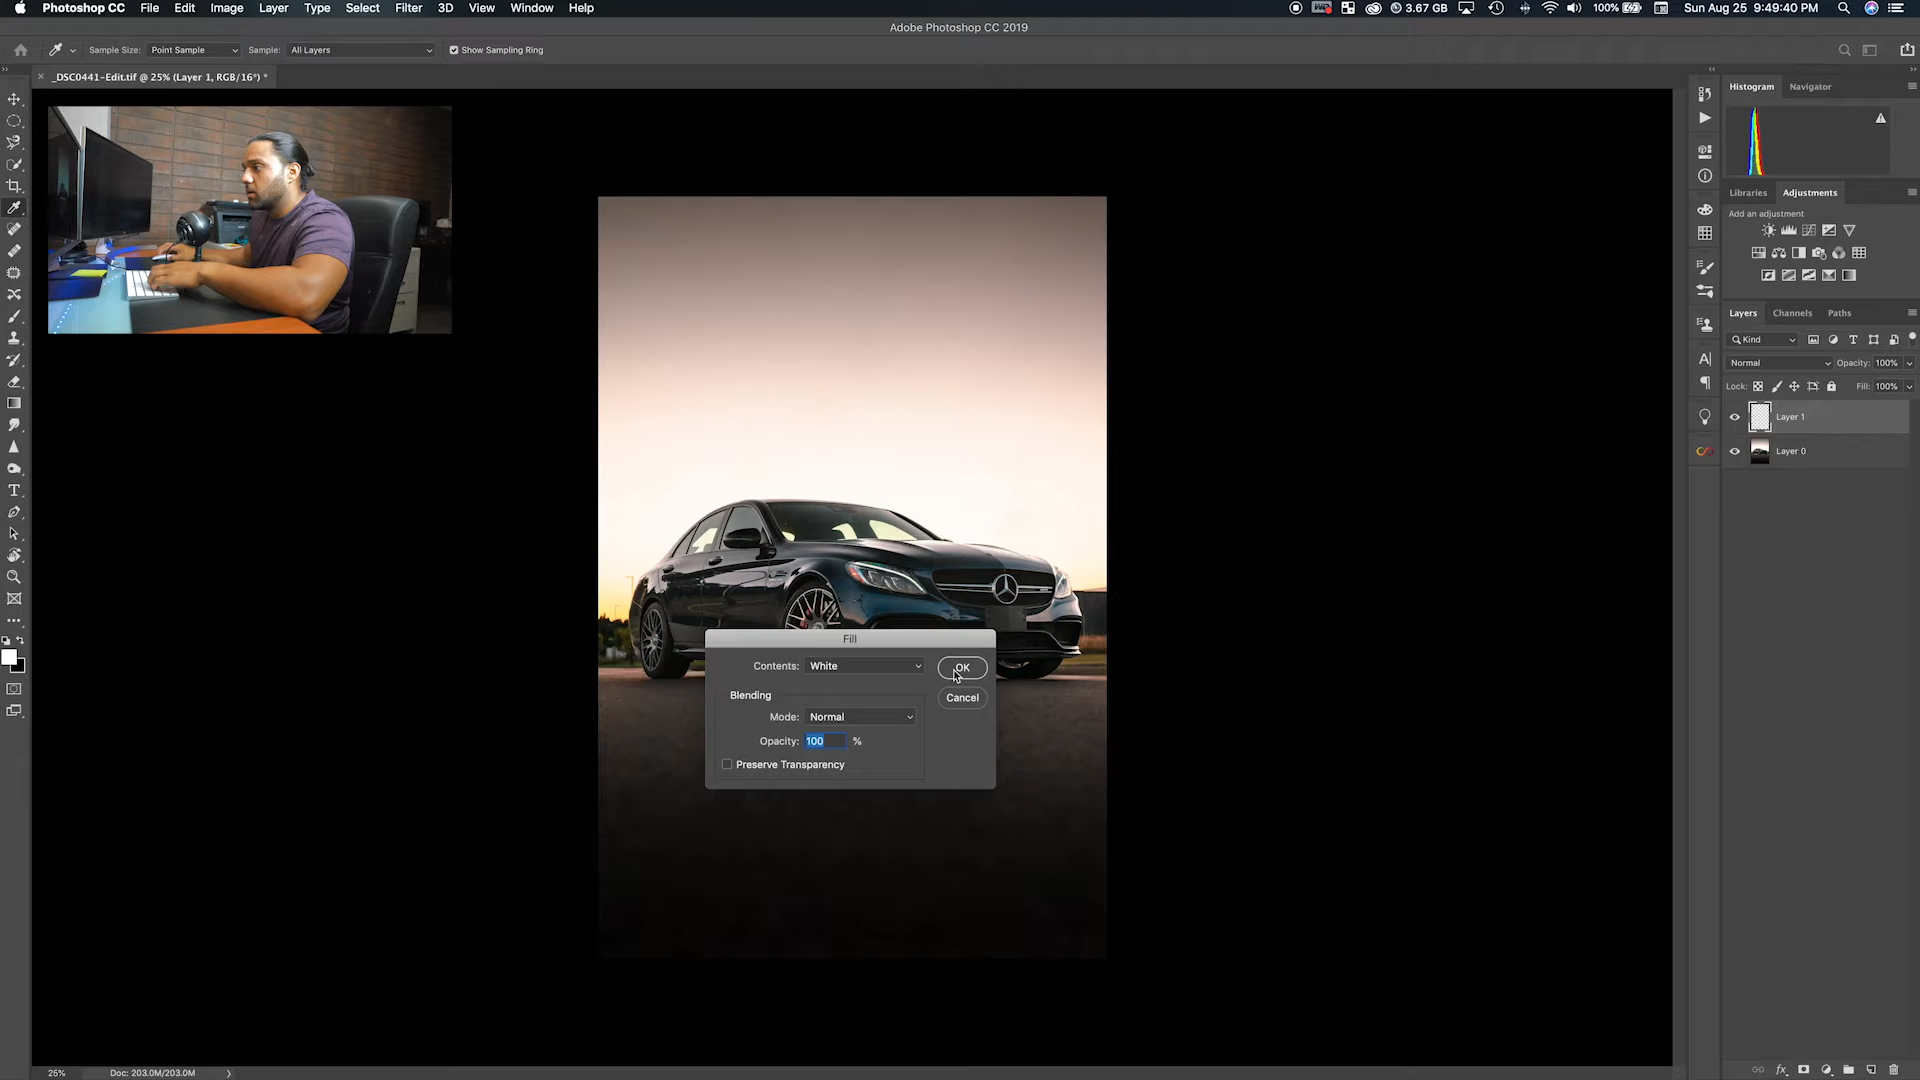 Photoshop CC File Edit Image Layer Type Select Filter 3D View Window Help 3.67 GB 100% Sun Aug 25 9:49:40 PM
Adobe Photoshop CC 2019
Sample Size: Point Sample Sample: All Layers Show Sampling Ring
_DSC0441-Edit.tif @ 25% (Layer 1, RGB/16*) *
Histogram Navigator
Libraries Adjustments
Add an adjustment
Layers Channels Paths
Kind
Normal Opacity: 100%
Lock: Fill: 100%
Layer 1
Layer 0
Fill
Contents: White OK
Blending Cancel
Mode: Normal
Opacity: 100 %
Preserve Transparency
25% Doc: 203.0M/203.0M